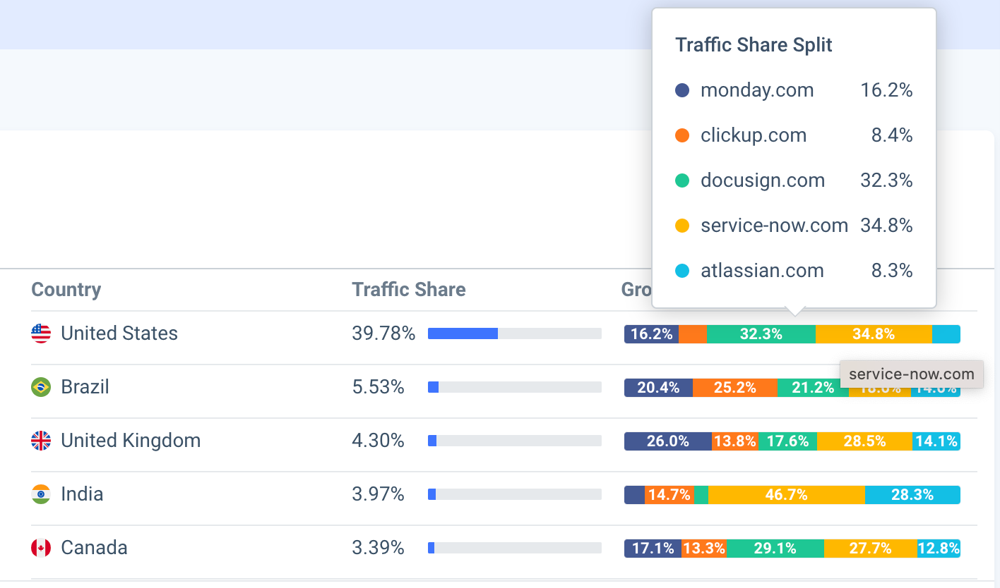 Traffic Share Split
monday.com 16.2%
clickup.com 8.4%
docusign.com 32.3%
service-now.com 34.8%
atlassian.com 8.3%
Country Traffic Share Gro
United States 39.78% 16.2% 32.3% 34.8%
service-now.com
Brazil 5.53% 20.4% 25.2% 21.2%
United Kingdom 4.30% 26.0% 13.8% 17.6% 28.5% 14.1%
India 3.97% 14.7% 46.7% 28.3%
Canada 3.39% 17.1% 13.3% 29.1% 27.7% 12.8%